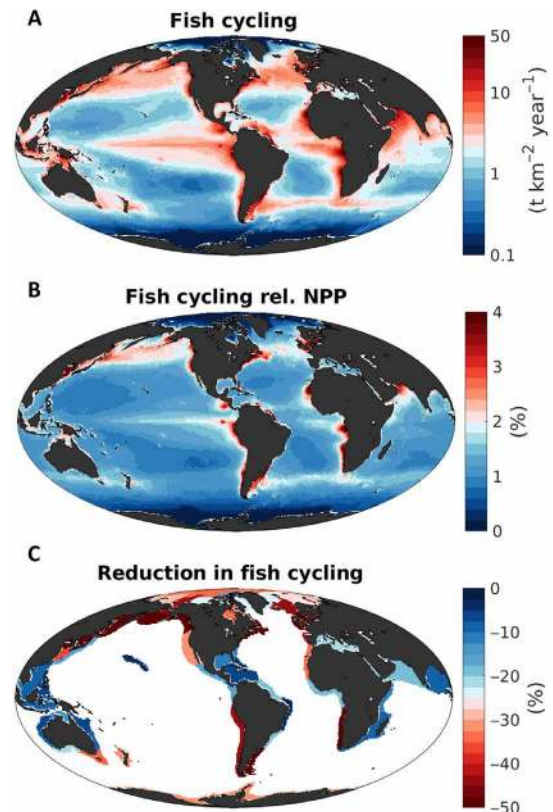 A
Fish cycling
50
10
1
0.1
(t km⁻² year⁻¹)
B
Fish cycling rel. NPP
4
3
2
1
0
(%)
C
Reduction in fish cycling
0
-10
-20
-30
-40
-50
(%)